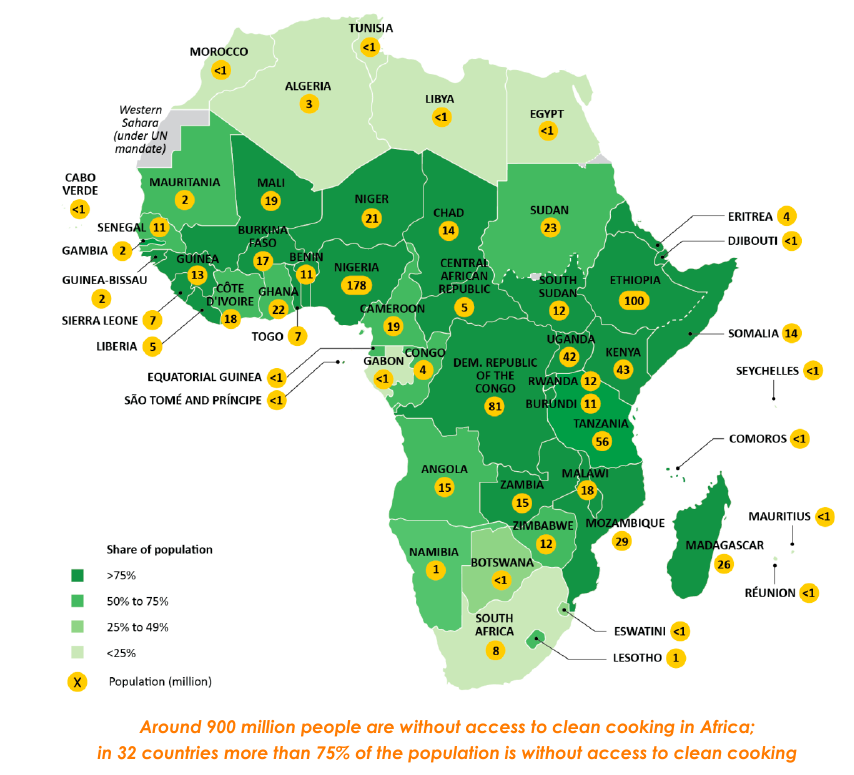 TUNISIA
<1
MOROCCO
<1
ALGERIA
3
LIBYA
<1
EGYPT
<1
Western
Sahara
(under UN
mandate)
CABO
VERDE
<1
MAURITANIA
2
MALI
19
NIGER
21
CHAD
14
SUDAN
23
ERITREA 4
DJIBOUTI <1
SENEGAL 11
GAMBIA 2
GUINEA-BISSAU
2
GUINEA
13
BURKINA
FASO
17
BENIN
11
NIGERIA
178
CENTRAL
AFRICAN
REPUBLIC
5
SOUTH
SUDAN
12
ETHIOPIA
100
SIERRA LEONE 7
LIBERIA 5
CÔTE
D'IVOIRE
18
GHANA
22
TOGO 7
CAMEROON
19
EQUATORIAL GUINEA <1
SÃO TOMÉ AND PRÍNCIPE <1
GABON
<1
CONGO
4
DEM. REPUBLIC
OF THE
CONGO
81
UGANDA
42
KENYA
43
SOMALIA 14
RWANDA 12
BURUNDI 11
TANZANIA
56
SEYCHELLES <1
COMOROS <1
ANGOLA
15
ZAMBIA
15
MALAWI
18
MOZAMBIQUE
29
ZIMBABWE
12
MADAGASCAR
26
MAURITIUS <1
RÉUNION <1
NAMIBIA
1
BOTSWANA
<1
SOUTH
AFRICA
8
ESWATINI <1
LESOTHO 1
Share of population
>75%
50% to 75%
25% to 49%
<25%
X Population (million)
Around 900 million people are without access to clean cooking in Africa;
in 32 countries more than 75% of the population is without access to clean cooking